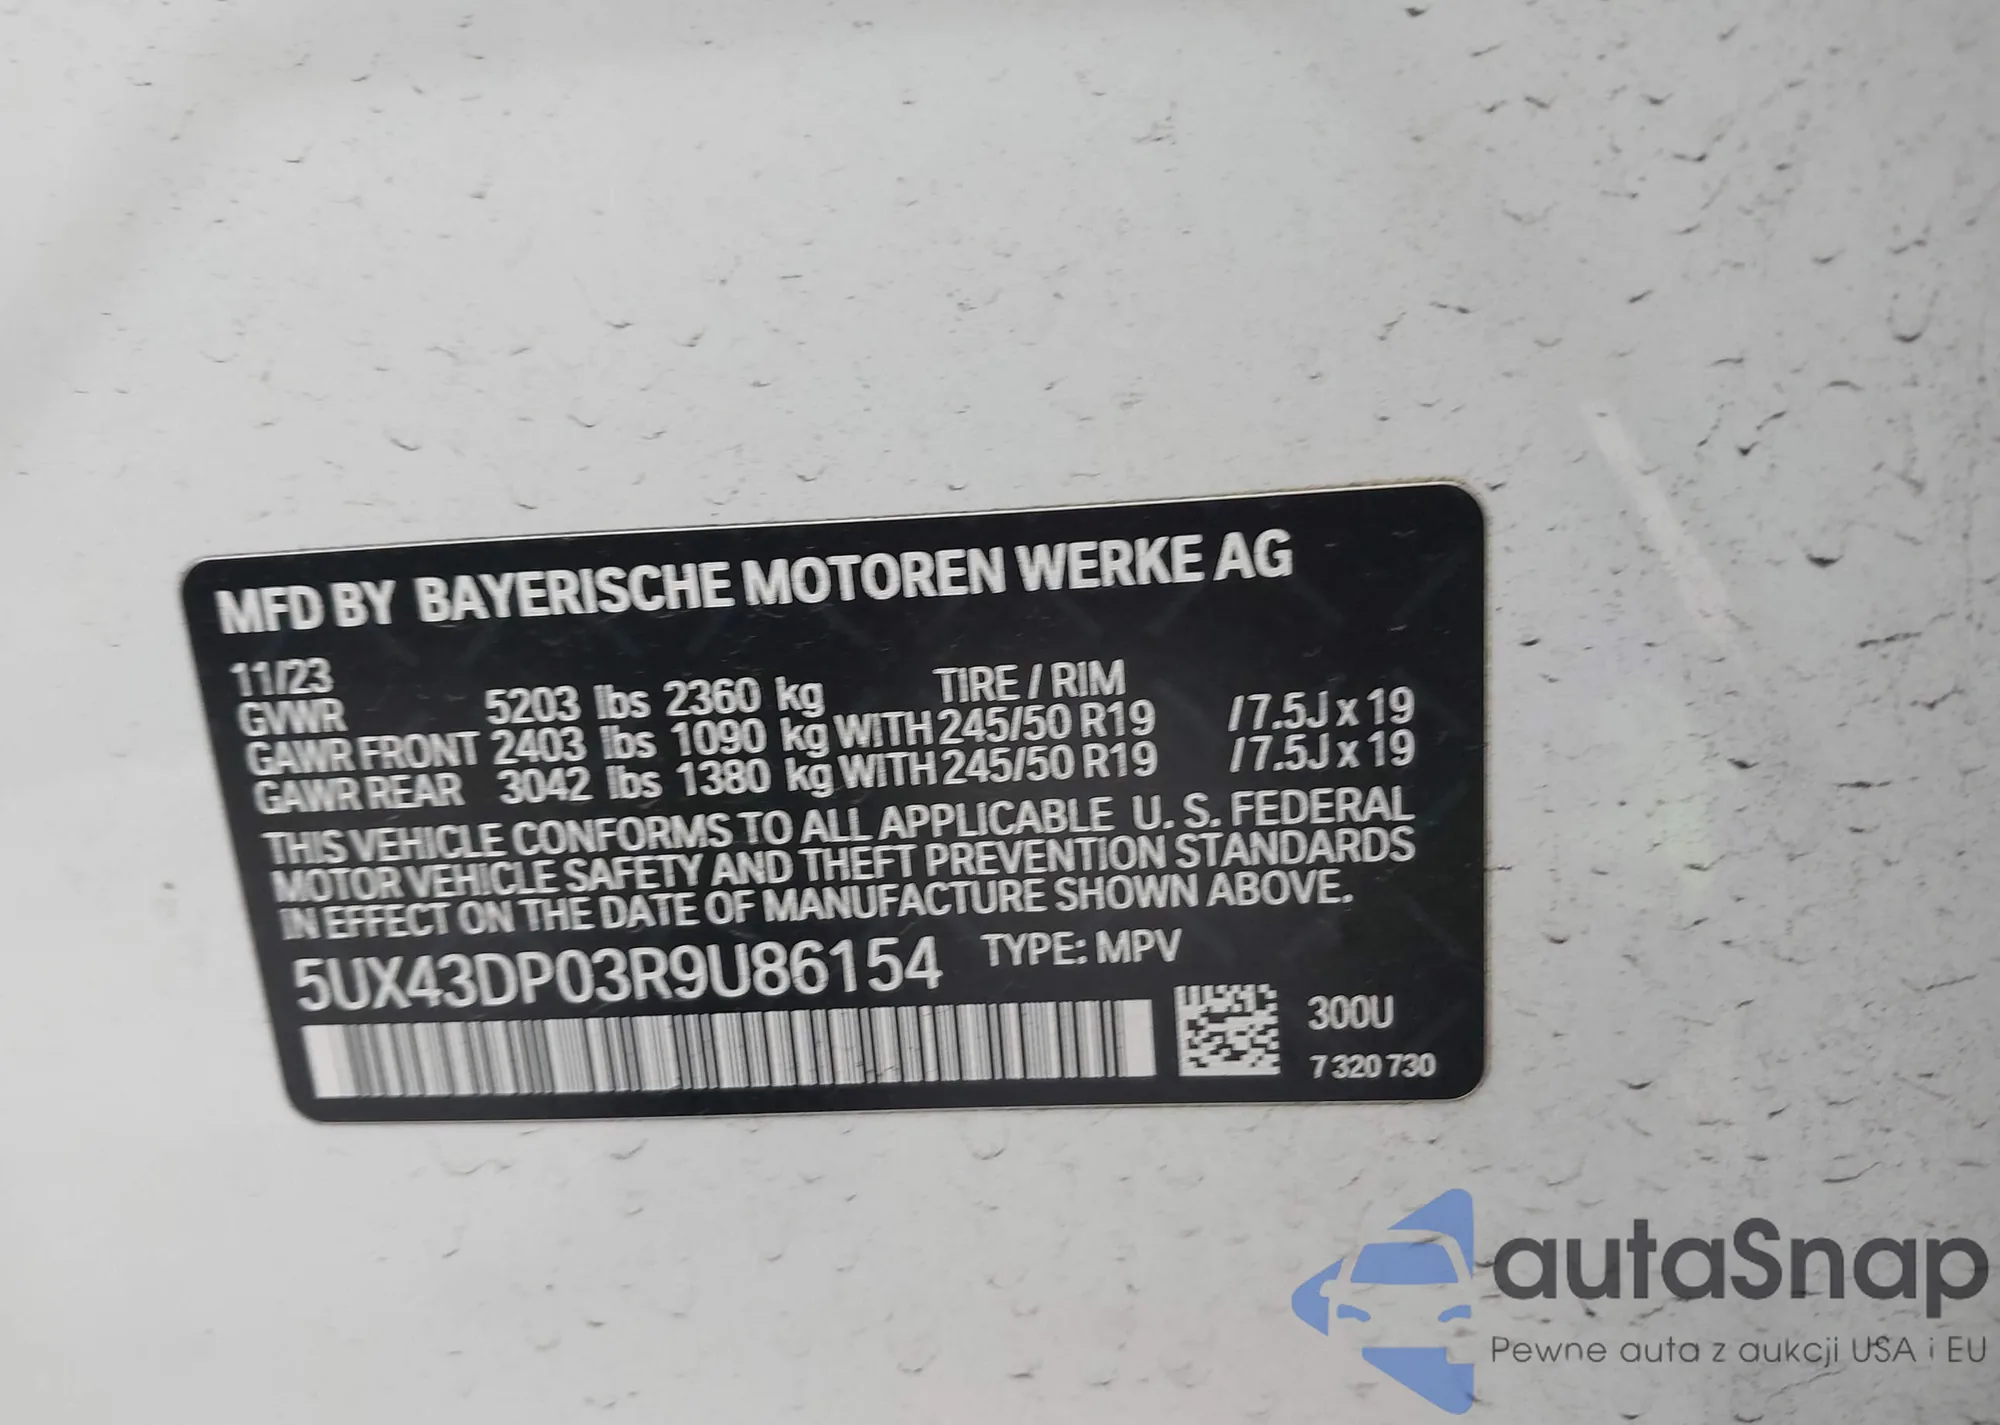 MFD BY BAYERISCHE MOTOREN WERKE AG
11/23 TIRE / RIM
GVWR 5203 lbs 2360 kg
GAWR FRONT 2403 lbs 1090 kg WITH 245/50 R19 /7.5J x 19
GAWR REAR 3042 lbs 1380 kg WITH 245/50 R19 /7.5J x 19
THIS VEHICLE CONFORMS TO ALL APPLICABLE U. S. FEDERAL
MOTOR VEHICLE SAFETY AND THEFT PREVENTION STANDARDS
IN EFFECT ON THE DATE OF MANUFACTURE SHOWN ABOVE.
5UX43DP03R9U86154 TYPE: MPV
300U
7 320 730
autaSnap
Pewne auta z aukcji USA i EU